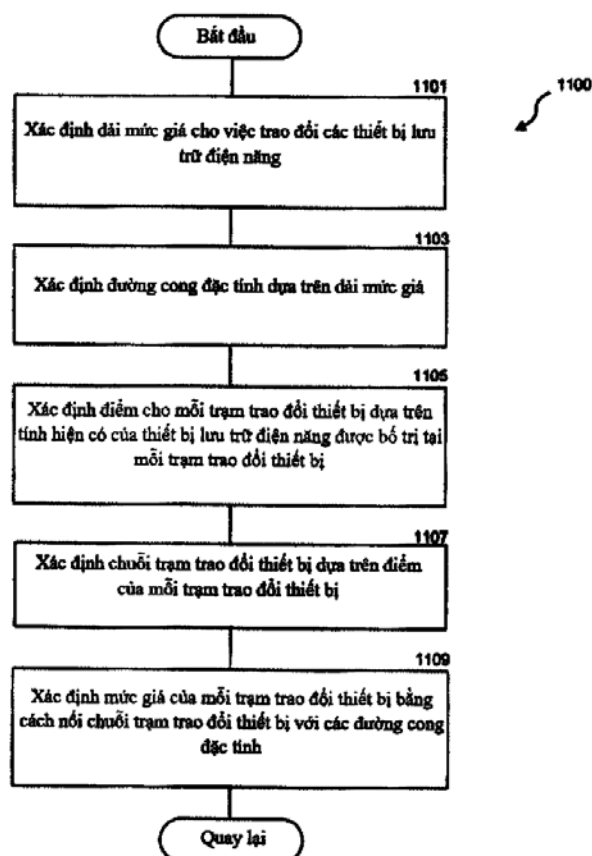 Bắt đầu
1100
1101
Xác định dải mức giá cho việc trao đổi các thiết bị lưu
trữ điện năng
1103
Xác định đường cong đặc tính dựa trên dải mức giá
1105
Xác định điểm cho mỗi trạm trao đổi thiết bị dựa trên
tính hiện có của thiết bị lưu trữ điện năng được bố trí tại
mỗi trạm trao đổi thiết bị
1107
Xác định chuỗi trạm trao đổi thiết bị dựa trên điểm
của mỗi trạm trao đổi thiết bị
1109
Xác định mức giá của mỗi trạm trao đổi thiết bị bằng
cách nối chuỗi trạm trao đổi thiết bị với các đường cong
đặc tính
Quay lại